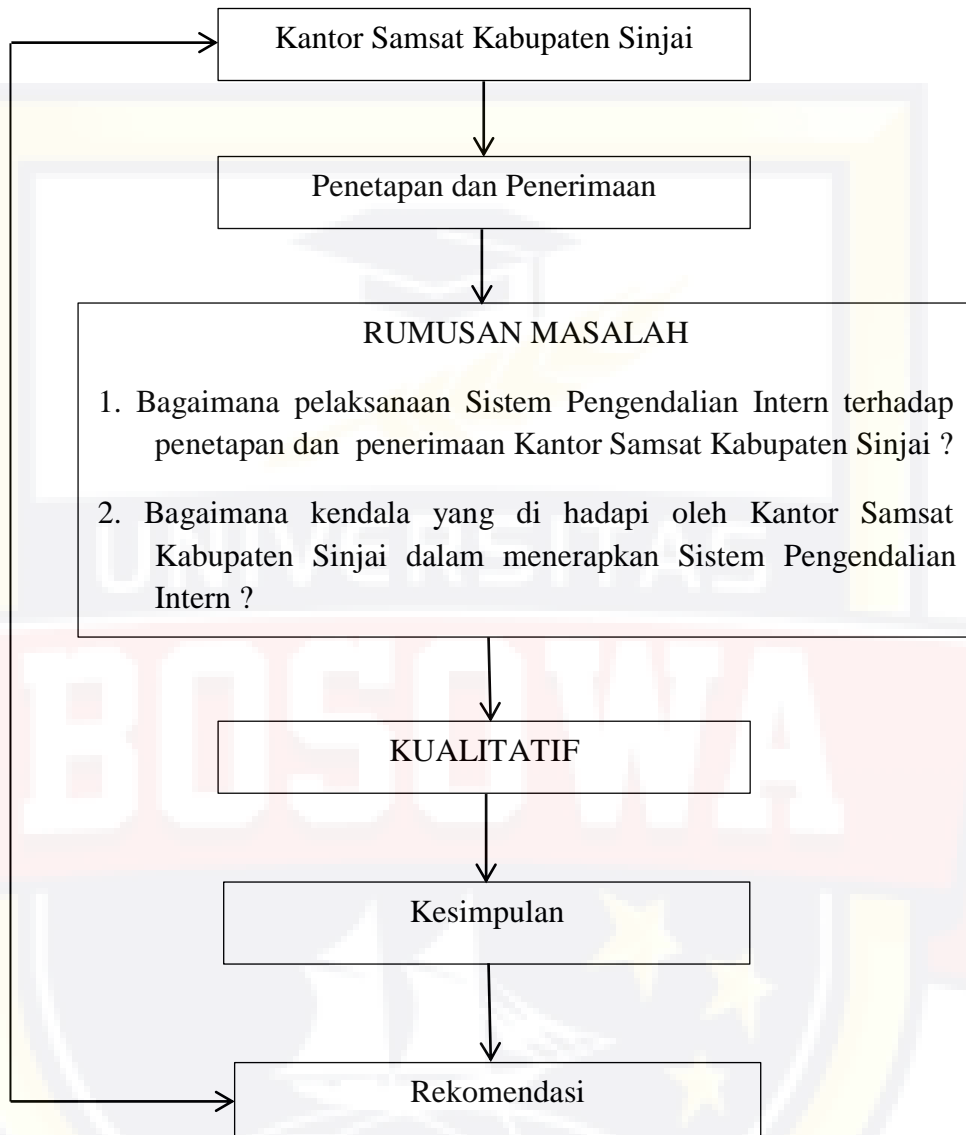 Kantor Samsat Kabupaten Sinjai
Penetapan dan Penerimaan
RUMUSAN MASALAH
1. Bagaimana pelaksanaan Sistem Pengendalian Intern terhadap
penetapan dan penerimaan Kantor Samsat Kabupaten Sinjai ?
2. Bagaimana kendala yang di hadapi oleh Kantor Samsat
Kabupaten Sinjai dalam menerapkan Sistem Pengendalian
Intern ?
UNIVERSITAS
BOSOWA
KUALITATIF
Kesimpulan
Rekomendasi